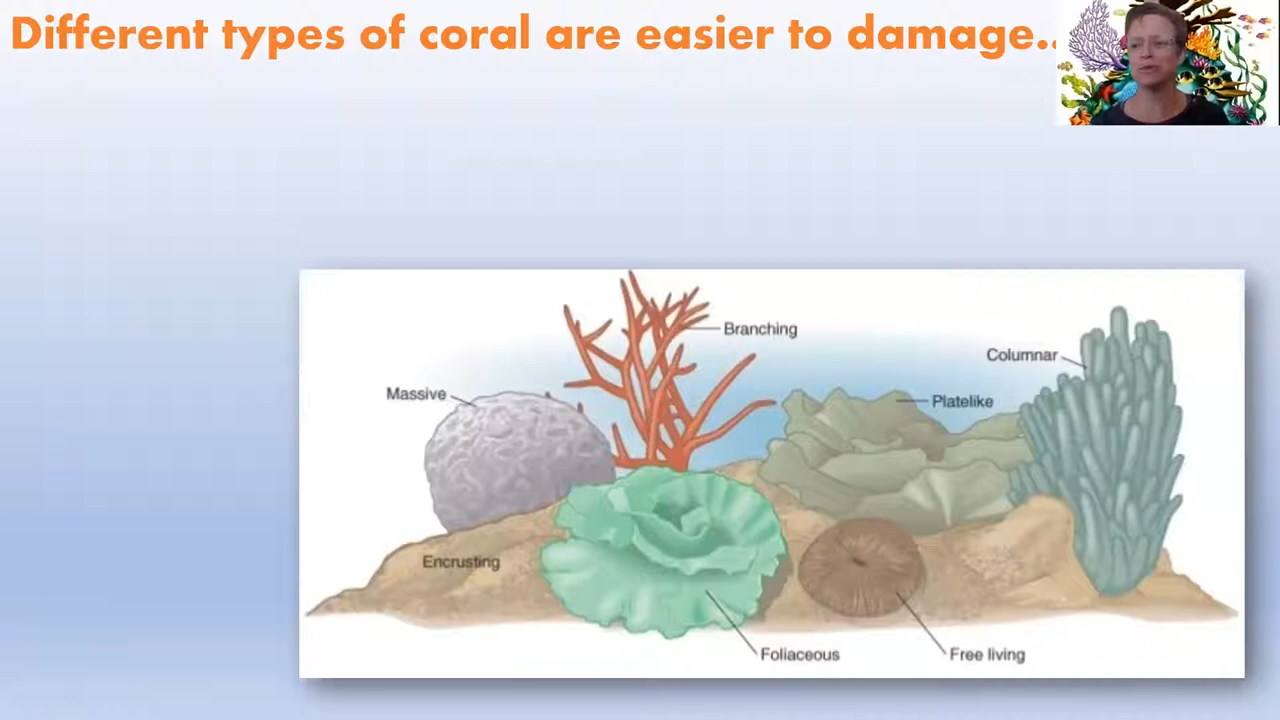 Different types of coral are easier to damage..
Branching
Columnar
Massive
Platelike
Encrusting
Foliaceous
Free living